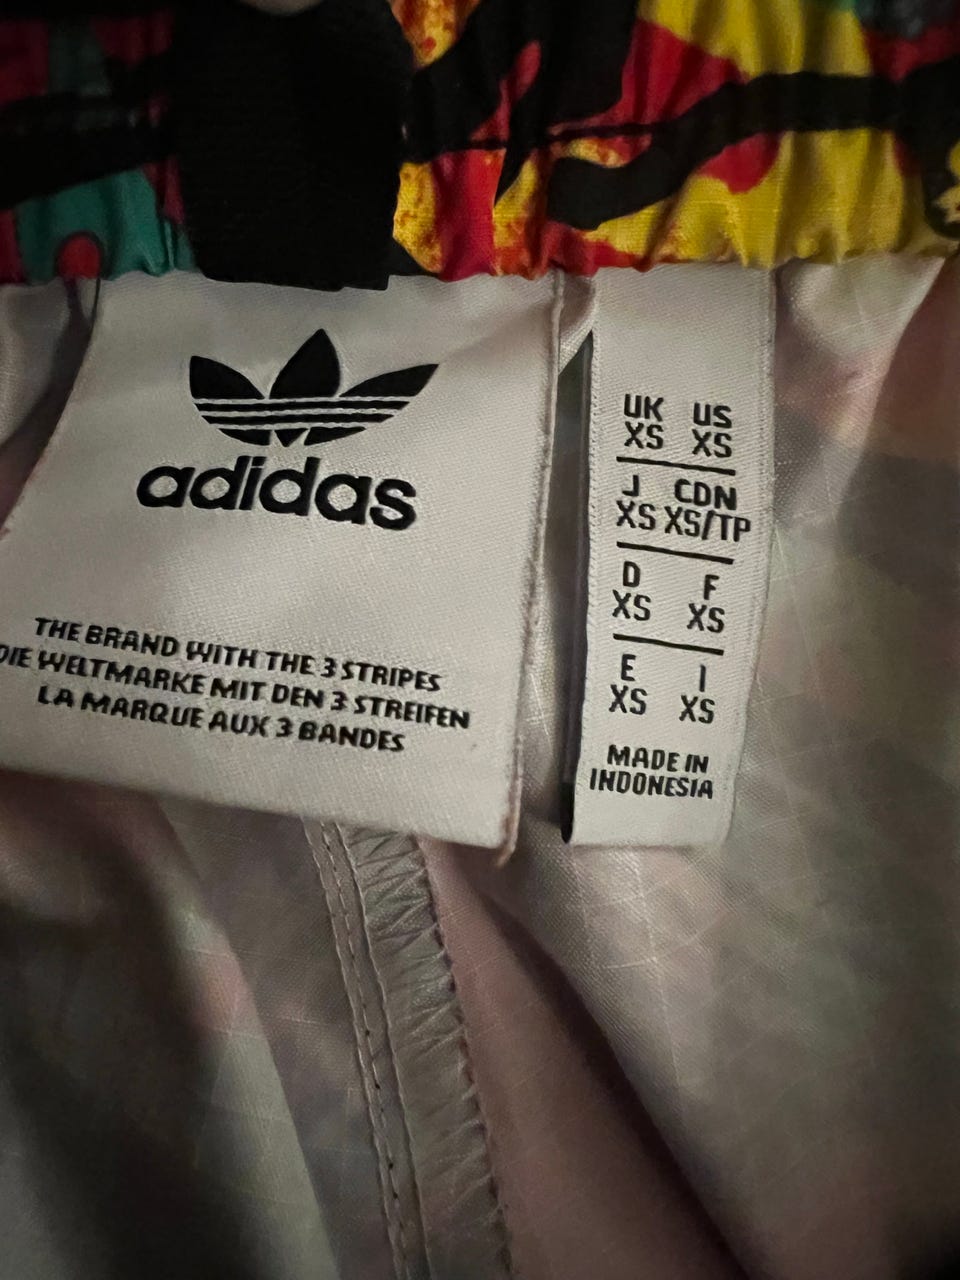 adidas
THE BRAND WITH THE 3 STRIPES
DIE WELTMARKE MIT DEN 3 STREIFEN
LA MARQUE AUX 3 BANDES
UK US
XS XS
J CDN
XS XS/TP
D F
XS XS
E I
XS XS
MADE IN
INDONESIA